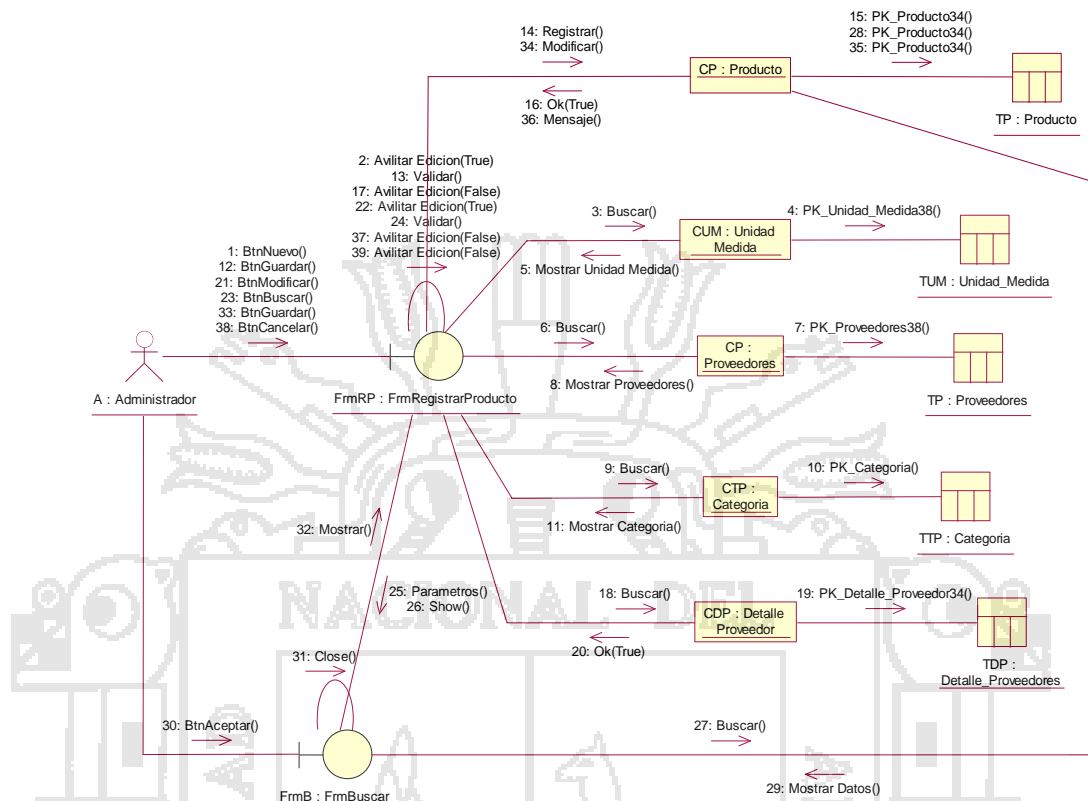 14: Registrar()
34: Modificar()
15: PK_Producto34()
28: PK_Producto34()
35: PK_Producto34()
CP : Producto
16: Ok(True)
36: Mensaje()
TP : Producto
2: Avilitar Edicion(True)
13: Validar()
17: Avilitar Edicion(False)
22: Avilitar Edicion(True)
24: Validar()
37: Avilitar Edicion(False)
39: Avilitar Edicion(False)
3: Buscar()
4: PK_Unidad_Medida38()
CUM : Unidad
Medida
5: Mostrar Unidad Medida()
TUM : Unidad_Medida
1: BtnNuevo()
12: BtnGuardar()
21: BtnModificar()
23: BtnBuscar()
33: BtnGuardar()
38: BtnCancelar()
6: Buscar()
7: PK_Proveedores38()
CP :
Proveedores
8: Mostrar Proveedores()
TP : Proveedores
A : Administrador
FrmRP : FrmRegistrarProducto
9: Buscar()
10: PK_Categoria()
CTP :
Categoria
11: Mostrar Categoria()
TTP : Categoria
32: Mostrar()
25: Parametros()
26: Show()
NACIONAL DEL
18: Buscar()
19: PK_Detalle_Proveedor34()
CDP : Detalle
Proveedor
20: Ok(True)
TDP :
Detalle_Proveedores
31: Close()
30: BtnAceptar()
27: Buscar()
29: Mostrar Datos()
FrmB : FrmBuscar